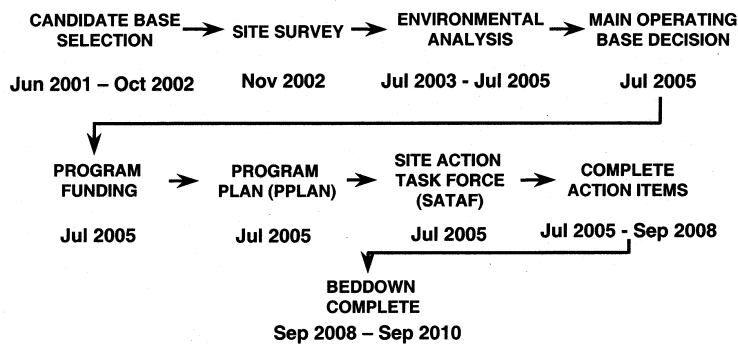 CANDIDATE BASE
SELECTION
Jun 2001 – Oct 2002
SITE SURVEY
Nov 2002
ENVIRONMENTAL
ANALYSIS
Jul 2003 - Jul 2005
MAIN OPERATING
BASE DECISION
Jul 2005
PROGRAM
FUNDING
Jul 2005
PROGRAM
PLAN (PPLAN)
Jul 2005
SITE ACTION
TASK FORCE
(SATAF)
Jul 2005
COMPLETE
ACTION ITEMS
Jul 2005 - Sep 2008
BEDDOWN
COMPLETE
Sep 2008 – Sep 2010